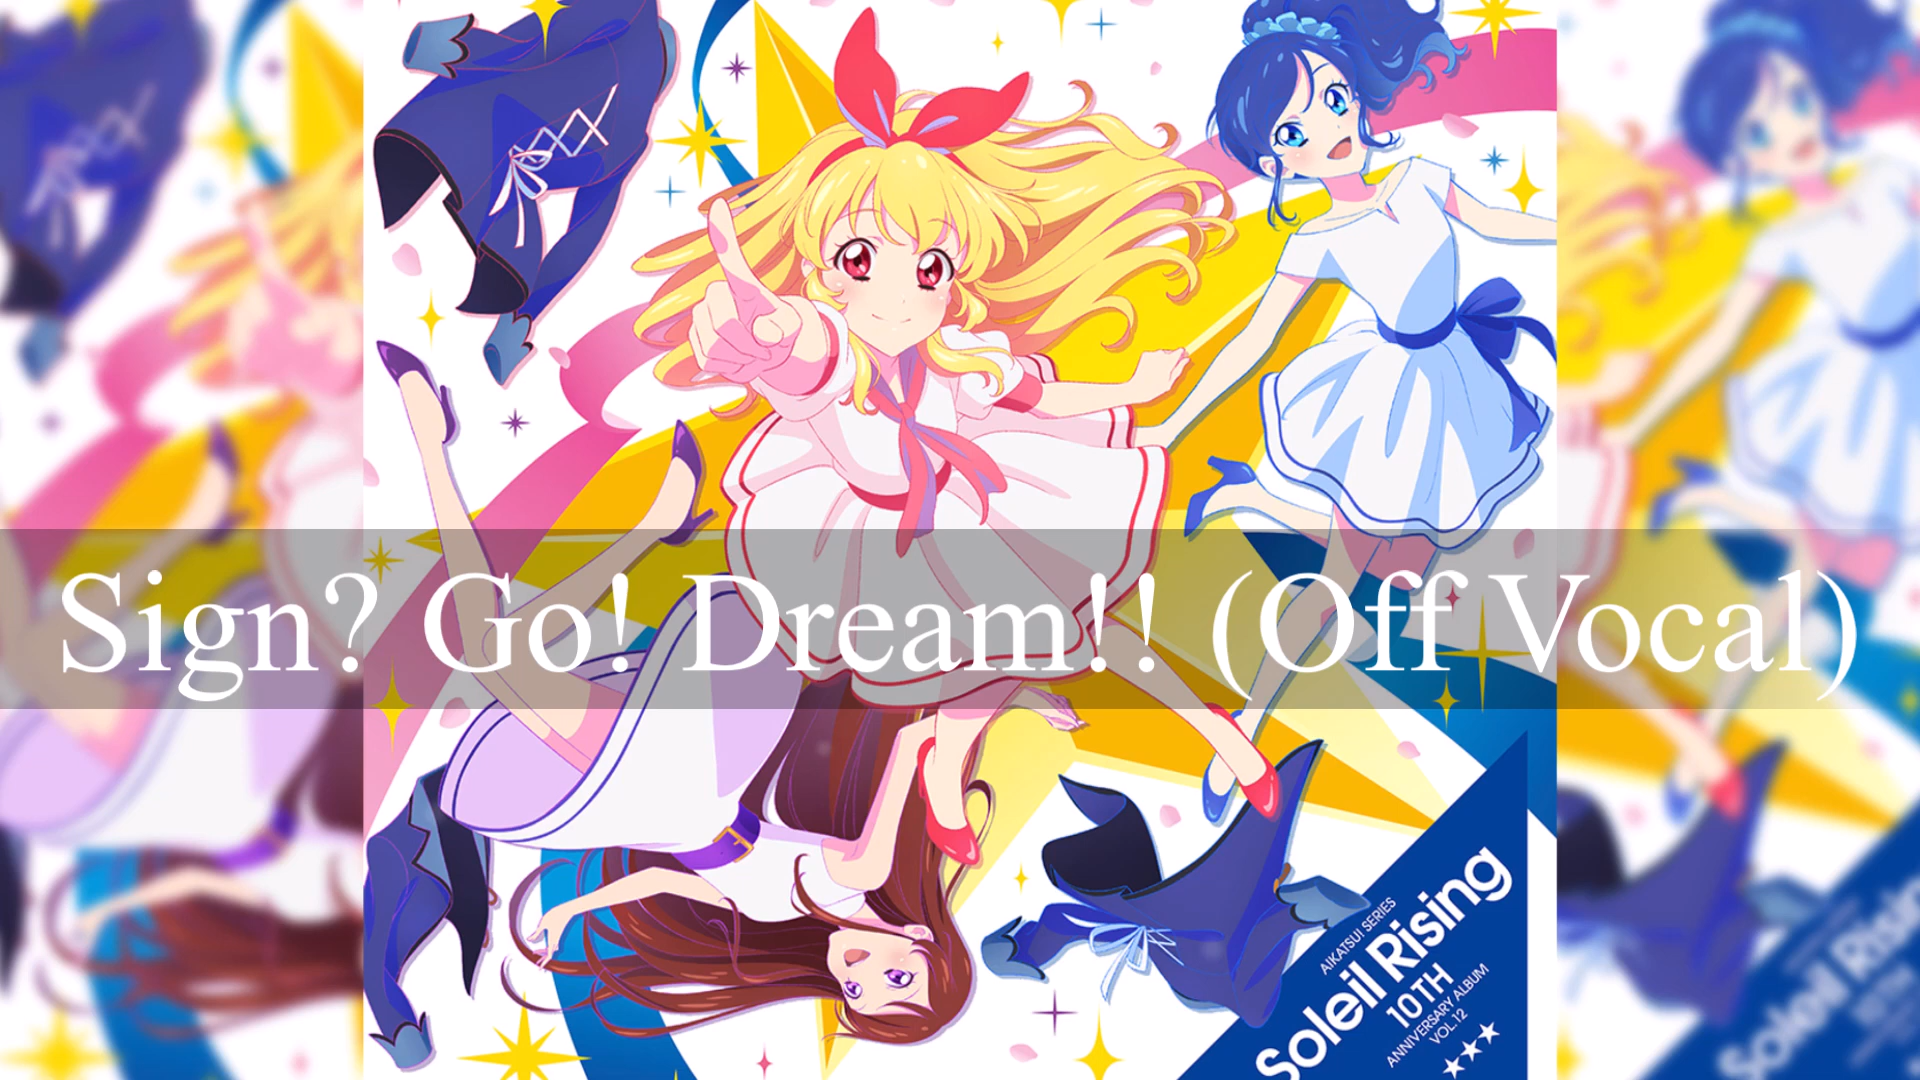 Sign? Go! Dream!! (Off Vocal)
AIKATSU! SERIES
Soleil Rising
10TH
ANNIVERSARY ALBUM
VOL.12